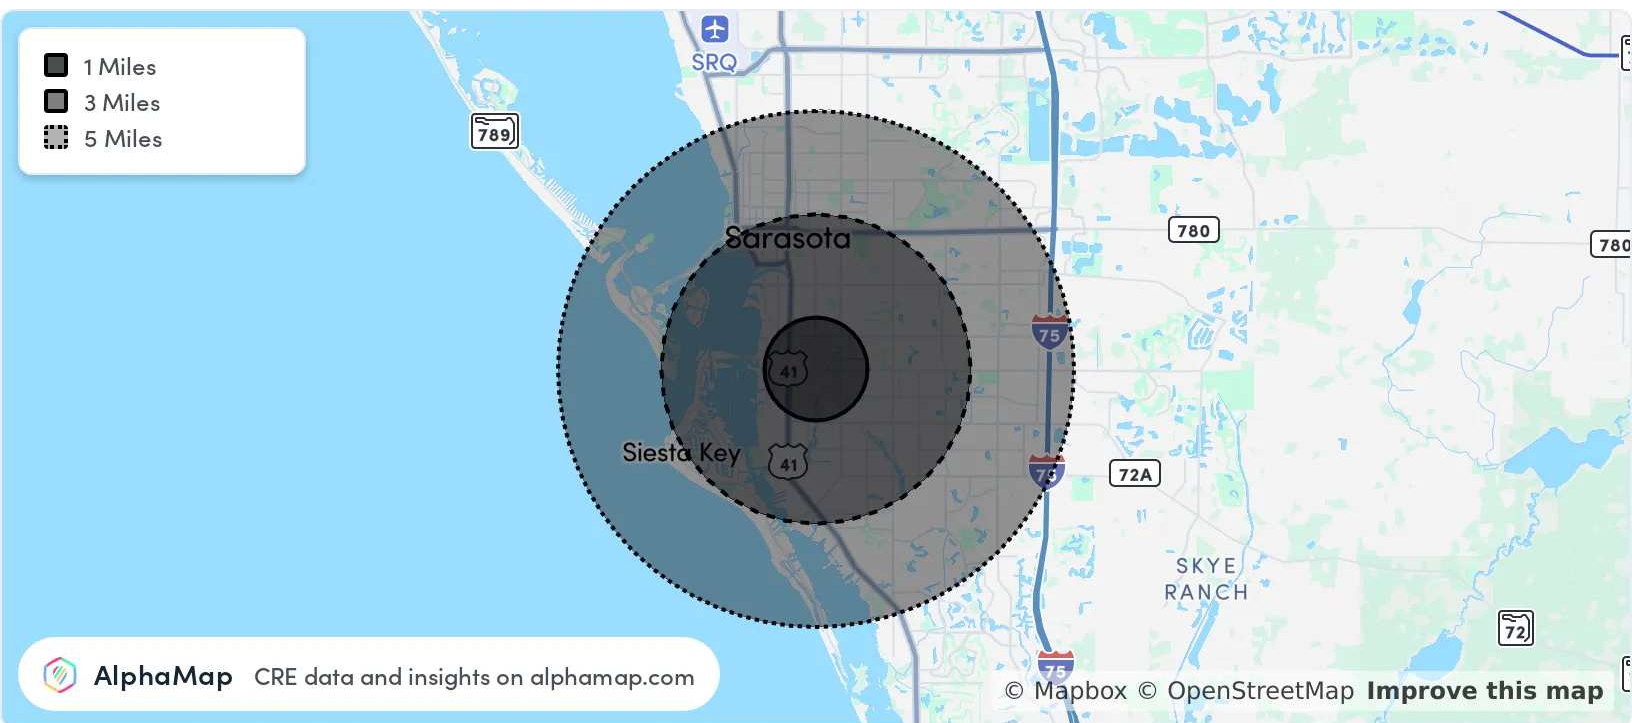 1 Miles
3 Miles
5 Miles
SRQ
789
Sarasota
780
780
75
41
Siesta Key
41
75
72A
SKYE
RANCH
72
75
AlphaMap CRE data and insights on alphamap.com
© Mapbox © OpenStreetMap Improve this map